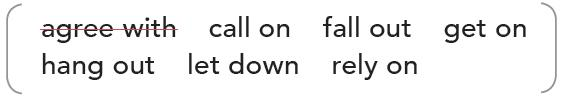 agree with call on fall out get on
hang out let down rely on